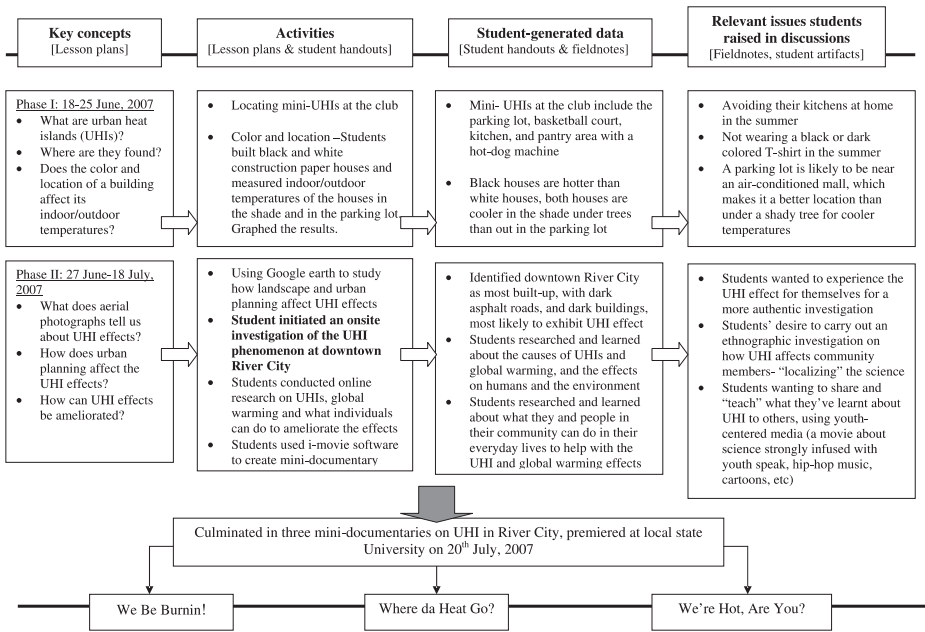 Key concepts
[Lesson plans]
Activities
[Lesson plans & student handouts]
Student-generated data
[Student handouts & fieldnotes]
Relevant issues students
raised in discussions
[Fieldnotes, student artifacts]
Phase I: 18-25 June, 2007
• What are urban heat
islands (UHIs)?
• Where are they found?
• Does the color and
location of a building
affect its
indoor/outdoor
temperatures?
• Locating mini-UHIs at the club
• Color and location –Students
built black and white
construction paper houses and
measured indoor/outdoor
temperatures of the houses in
the shade and in the parking lot.
Graphed the results.
• Mini- UHIs at the club include the
parking lot, basketball court,
kitchen, and pantry area with a
hot-dog machine
• Black houses are hotter than
white houses, both houses are
cooler in the shade under trees
than out in the parking lot
• Avoiding their kitchens at home
in the summer
• Not wearing a black or dark
colored T-shirt in the summer
• A parking lot is likely to be near
an air-conditioned mall, which
makes it a better location than
under a shady tree for cooler
temperatures
Phase II: 27 June-18 July,
2007
• What does aerial
photographs tell us
about UHI effects?
• How does urban
planning affect the
UHI effects?
• How can UHI effects
be ameliorated?
• Using Google earth to study
how landscape and urban
planning affect UHI effects
• Student initiated an onsite
investigation of the UHI
phenomenon at downtown
River City
• Students conducted online
research on UHIs, global
warming and what individuals
can do to ameliorate the effects
• Students used i-movie software
to create mini-documentary
• Identified downtown River City
as most built-up, with dark
asphalt roads, and dark buildings,
most likely to exhibit UHI effect
• Students researched and learned
about the causes of UHIs and
global warming, and the effects
on humans and the environment
• Students researched and learned
about what they and people in
their community can do in their
everyday lives to help with the
UHI and global warming effects
• Students wanted to experience the
UHI effect for themselves for a
more authentic investigation
• Students' desire to carry out an
ethnographic investigation on
how UHI affects community
members- "localizing" the science
• Students wanting to share and
"teach" what they've learnt about
UHI to others, using youth-
centered media (a movie about
science strongly infused with
youth speak, hip-hop music,
cartoons, etc)
Culminated in three mini-documentaries on UHI in River City, premiered at local state
University on 20th July, 2007
We Be Burnin!
Where da Heat Go?
We're Hot, Are You?